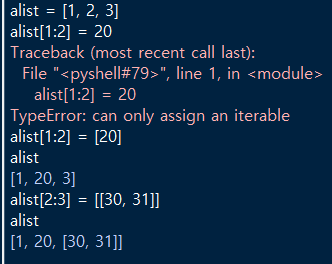 alist = [1, 2, 3]
alist[1:2] = 20
Traceback (most recent call last):
  File "<pyshell#79>", line 1, in <module>
    alist[1:2] = 20
TypeError: can only assign an iterable
alist[1:2] = [20]
alist
[1, 20, 3]
alist[2:3] = [[30, 31]]
alist
[1, 20, [30, 31]]